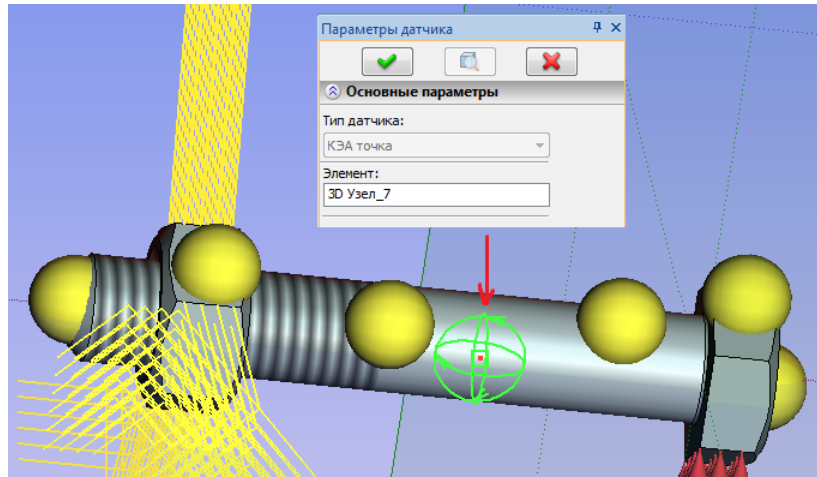 Параметры датчика
Основные параметры
Тип датчика:
КЭА точка
Элемент:
3D Узел_7